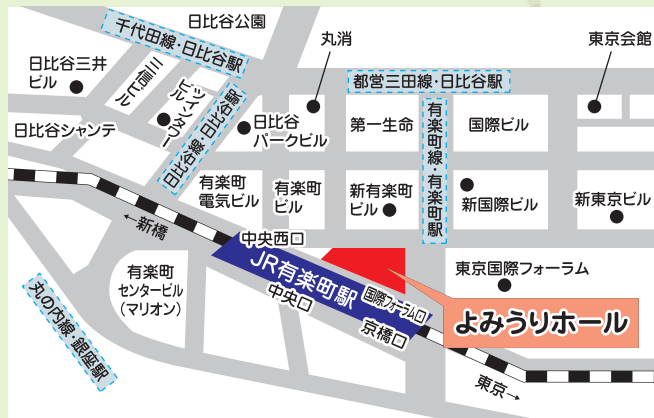 日比谷公園
千代田線・日比谷駅
丸消
東京会館
日比谷三井
ビル
三信ビル
ツインタワー
ビル
日比谷線・日比谷駅
都営三田線・日比谷駅
日比谷シャンテ
日比谷
パークビル
第一生命
有楽町線・有楽町駅
国際ビル
有楽町
電気ビル
有楽町
ビル
新有楽町
ビル
新国際ビル
新東京ビル
←新橋
中央西口
JR有楽町駅
国際フォーラム口
東京国際フォーラム
有楽町
センタービル
(マリオン)
中央口
京橋口
よみうりホール
丸の内線・銀座駅
東京→